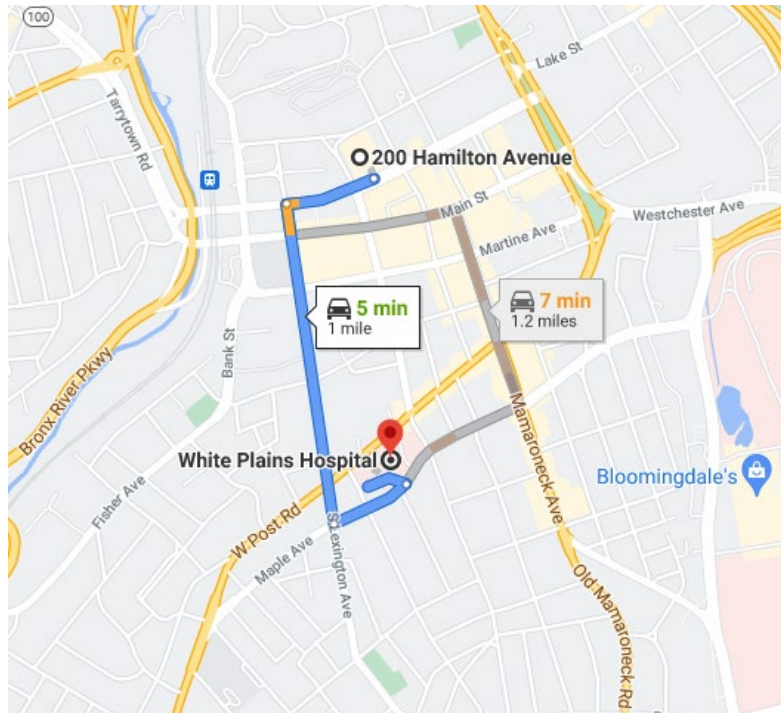 100
Tarrytown Rd
Lake St
200 Hamilton Avenue
Main St
Westchester Ave
Martine Ave
5 min
1 mile
7 min
1.2 miles
Bank St
Bronx River Pkwy
Mamaroneck Ave
White Plains Hospital
Bloomingdale's
Fisher Ave
W Post Rd
S Lexington Ave
Maple Ave
Old Mamaroneck Rd